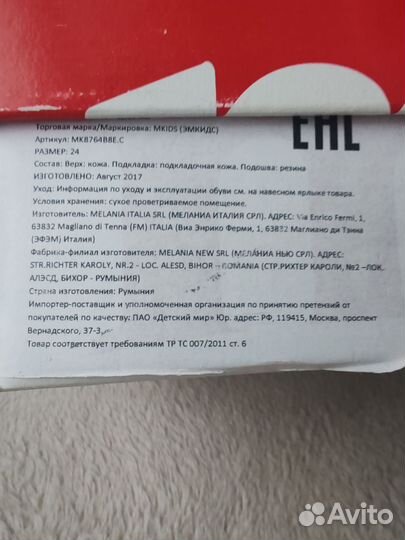 Торговая марка/Маркировка: MKIDS (ЭМКИДС)
EAC
Артикул: MK8764B8E.C
РАЗМЕР: 24
Состав: Верх: кожа. Подкладка: подкладочная кожа. Подошва: резина
ИЗГОТОВЛЕНО: Август 2017
Уход: Информация по уходу и эксплуатации обуви см. на навесном ярлыке товара.
Условия хранения: сухое проветриваемое помещение.
Изготовитель: MELANIA ITALIA SRL (МЕЛАНИА ИТАЛИЯ СРЛ). АДРЕС: Via Enrico Fermi, 1,
63832 Magliano di Tenna (FM) ITALIA (Виа Энрико Ферми, 1, 63832 Маглиано ди Танна
(ЭФЭМ) Италия)
Фабрика-филиал изготовителя: MELANIA NEW SRL (МЕЛАНИА НЬЮ СРЛ). АДРЕС:
STR.RICHTER KAROLY, NR.2 - LOC. ALESD, BIHOR – ROMANIA (СТР.РИХТЕР КАРОЛИ, №2 –ЛОК.
АЛЭСД, БИХОР - РУМЫНИЯ)
Страна изготовления: Румыния
Импортер-поставщик и уполномоченная организация по принятию претензий от
покупателей по качеству: ПАО «Детский мир» Юр. адрес: РФ, 119415, Москва, проспект
Вернадского, 37-3,
Товар соответствует требованиям ТР ТС 007/2011 ст. 6
Avito